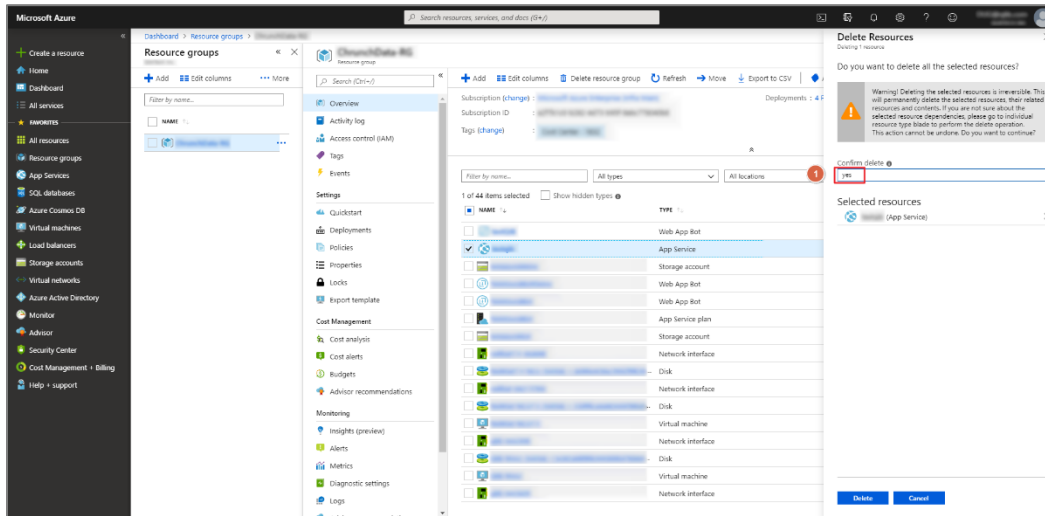 Microsoft Azure
Search resources, services, and docs (G+/)
Create a resource
Home
Dashboard
All services
FAVORITES
All resources
Resource groups
App Services
SQL databases
Azure Cosmos DB
Virtual machines
Load balancers
Storage accounts
Virtual networks
Azure Active Directory
Monitor
Advisor
Security Center
Cost Management + Billing
Help + support
Dashboard > Resource groups >
Resource groups
Add Edit columns ••• More
Filter by name...
NAME
Resource group
Search (Ctrl+/)
Overview
Activity log
Access control (IAM)
Tags
Events
Settings
Quickstart
Deployments
Policies
Properties
Locks
Export template
Cost Management
Cost analysis
Cost alerts
Budgets
Advisor recommendations
Monitoring
Insights (preview)
Alerts
Metrics
Diagnostic settings
Logs
Add Edit columns Delete resource group Refresh Move Export to CSV
Subscription (change) :
Deployments : 4 F
Subscription ID :
Tags (change) :
Filter by name... All types All locations
1 of 44 items selected Show hidden types
NAME TYPE
Web App Bot
App Service
Storage account
Web App Bot
Web App Bot
App Service plan
Storage account
Network interface
Disk
Network interface
Disk
Virtual machine
Network interface
Disk
Virtual machine
Network interface
Delete Resources
Deleting 1 resource
Do you want to delete all the selected resources?
Warning! Deleting the selected resources is irreversible. This
will permanently delete the selected resources, their related
resources and contents. If you are not sure about the
selected resource dependencies, please go to individual
resource type blade to perform the delete operation.
This action cannot be undone. Do you want to continue?
Confirm delete
1
yes
Selected resources
(App Service)
Delete Cancel